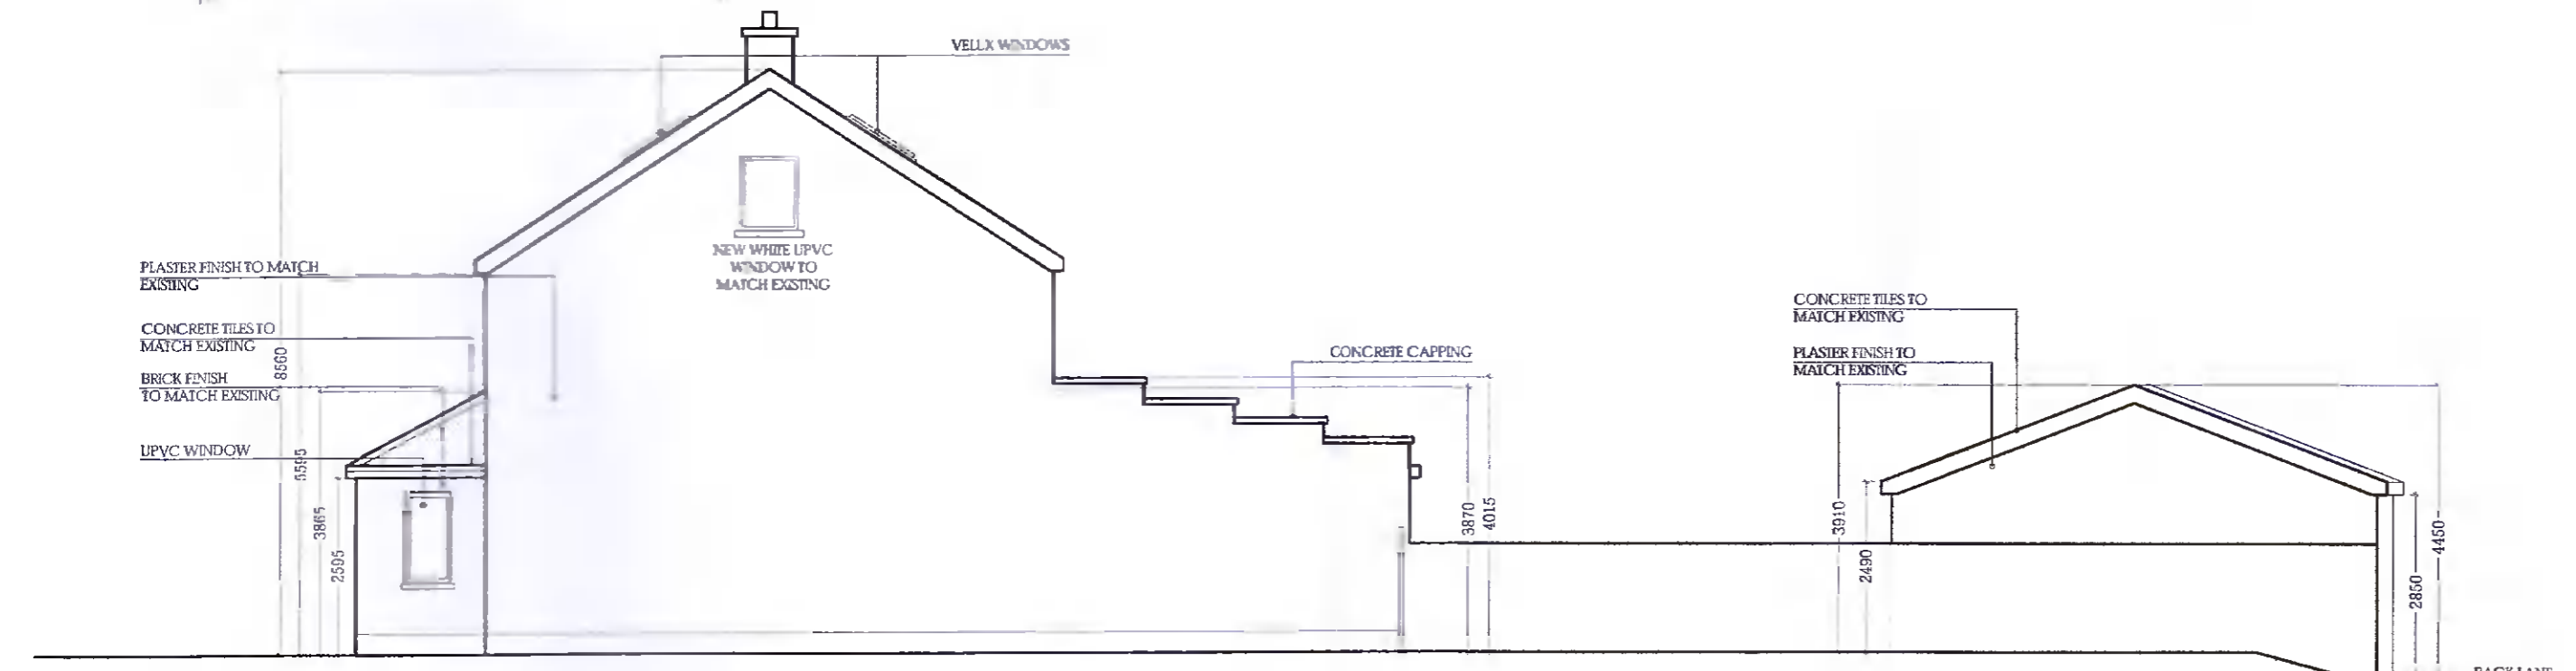 VELUX WINDOWS
NEW WHITE UPVC
WINDOW TO
MATCH EXISTING
PLASTER FINISH TO MATCH
EXISTING
CONCRETE TILES TO
MATCH EXISTING
BRICK FINISH
TO MATCH EXISTING
UPVC WINDOW
8560
5595
3865
2595
CONCRETE CAPPING
3870
4015
CONCRETE TILES TO
MATCH EXISTING
PLASTER FINISH TO
MATCH EXISTING
3910
2490
2850
4450
BACK LANE